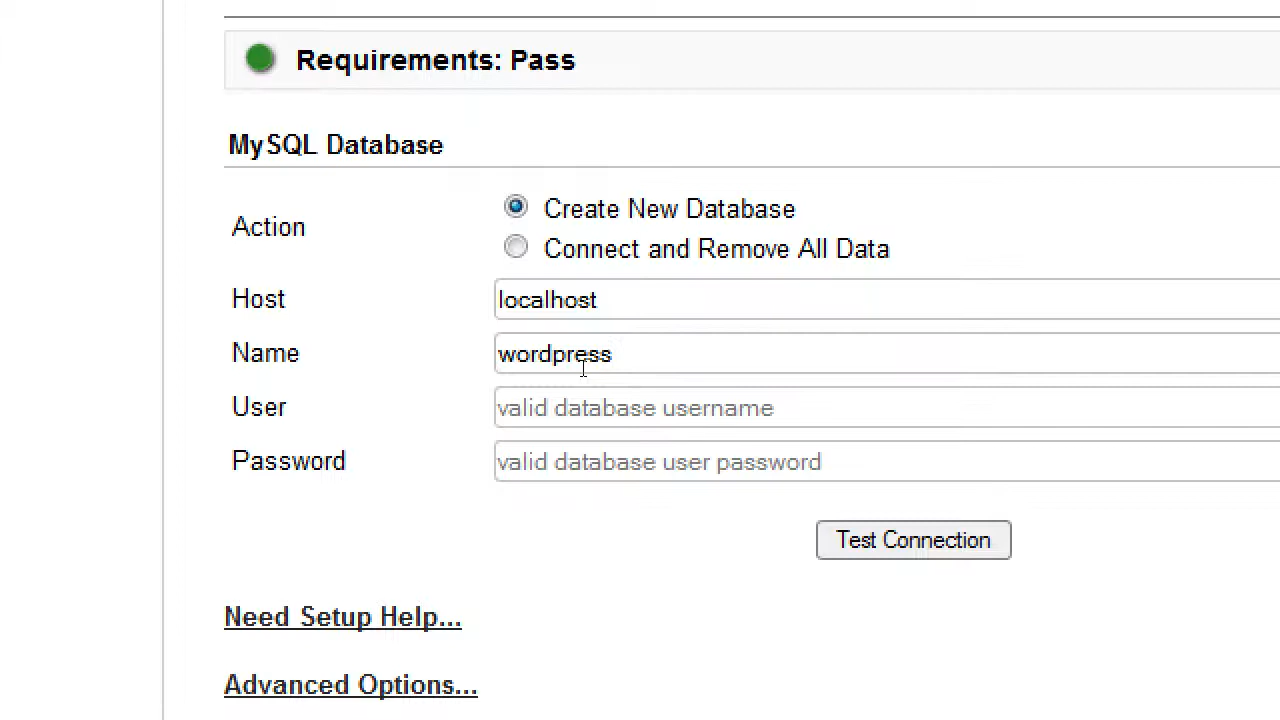 Requirements: Pass
MySQL Database
Action
Create New Database
Connect and Remove All Data
Host localhost
Name wordpress
User valid database username
Password valid database user password
Test Connection
Need Setup Help...
Advanced Options...